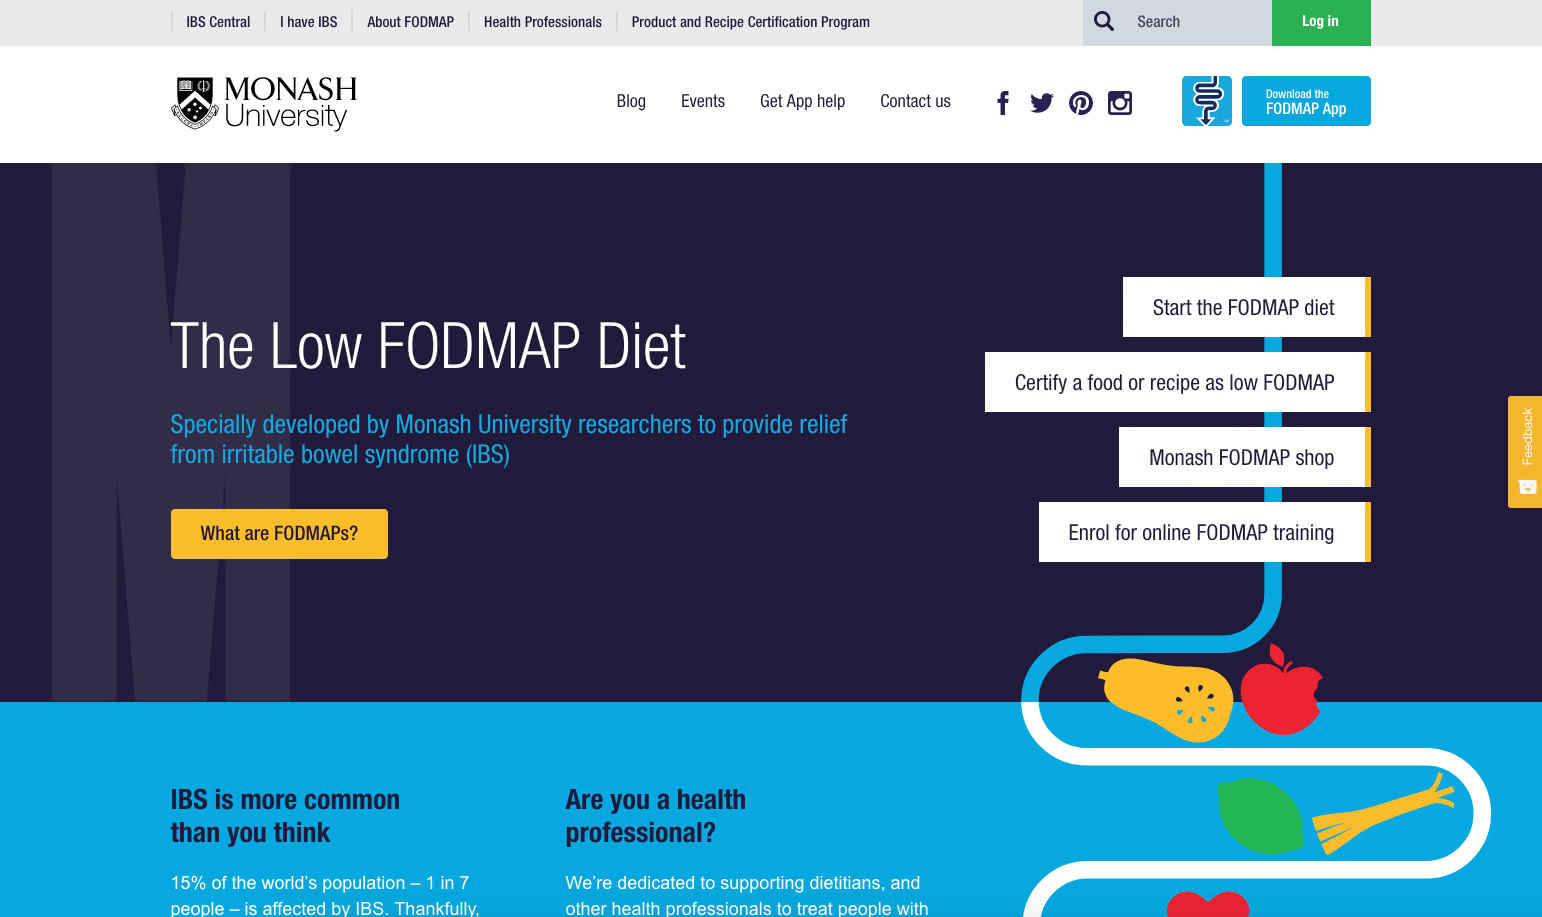 IBS Central
I have IBS
About FODMAP
Health Professionals
Product and Recipe Certification Program
Search
Log in
MONASH
University
Blog
Events
Get App help
Contact us
Download the
FODMAP App
The Low FODMAP Diet
Specially developed by Monash University researchers to provide relief
from irritable bowel syndrome (IBS)
What are FODMAPs?
Start the FODMAP diet
Certify a food or recipe as low FODMAP
Monash FODMAP shop
Enrol for online FODMAP training
Feedback
IBS is more common
than you think
15% of the world’s population – 1 in 7
people – is affected by IBS. Thankfully,
Are you a health
professional?
We’re dedicated to supporting dietitians, and
other health professionals to treat people with